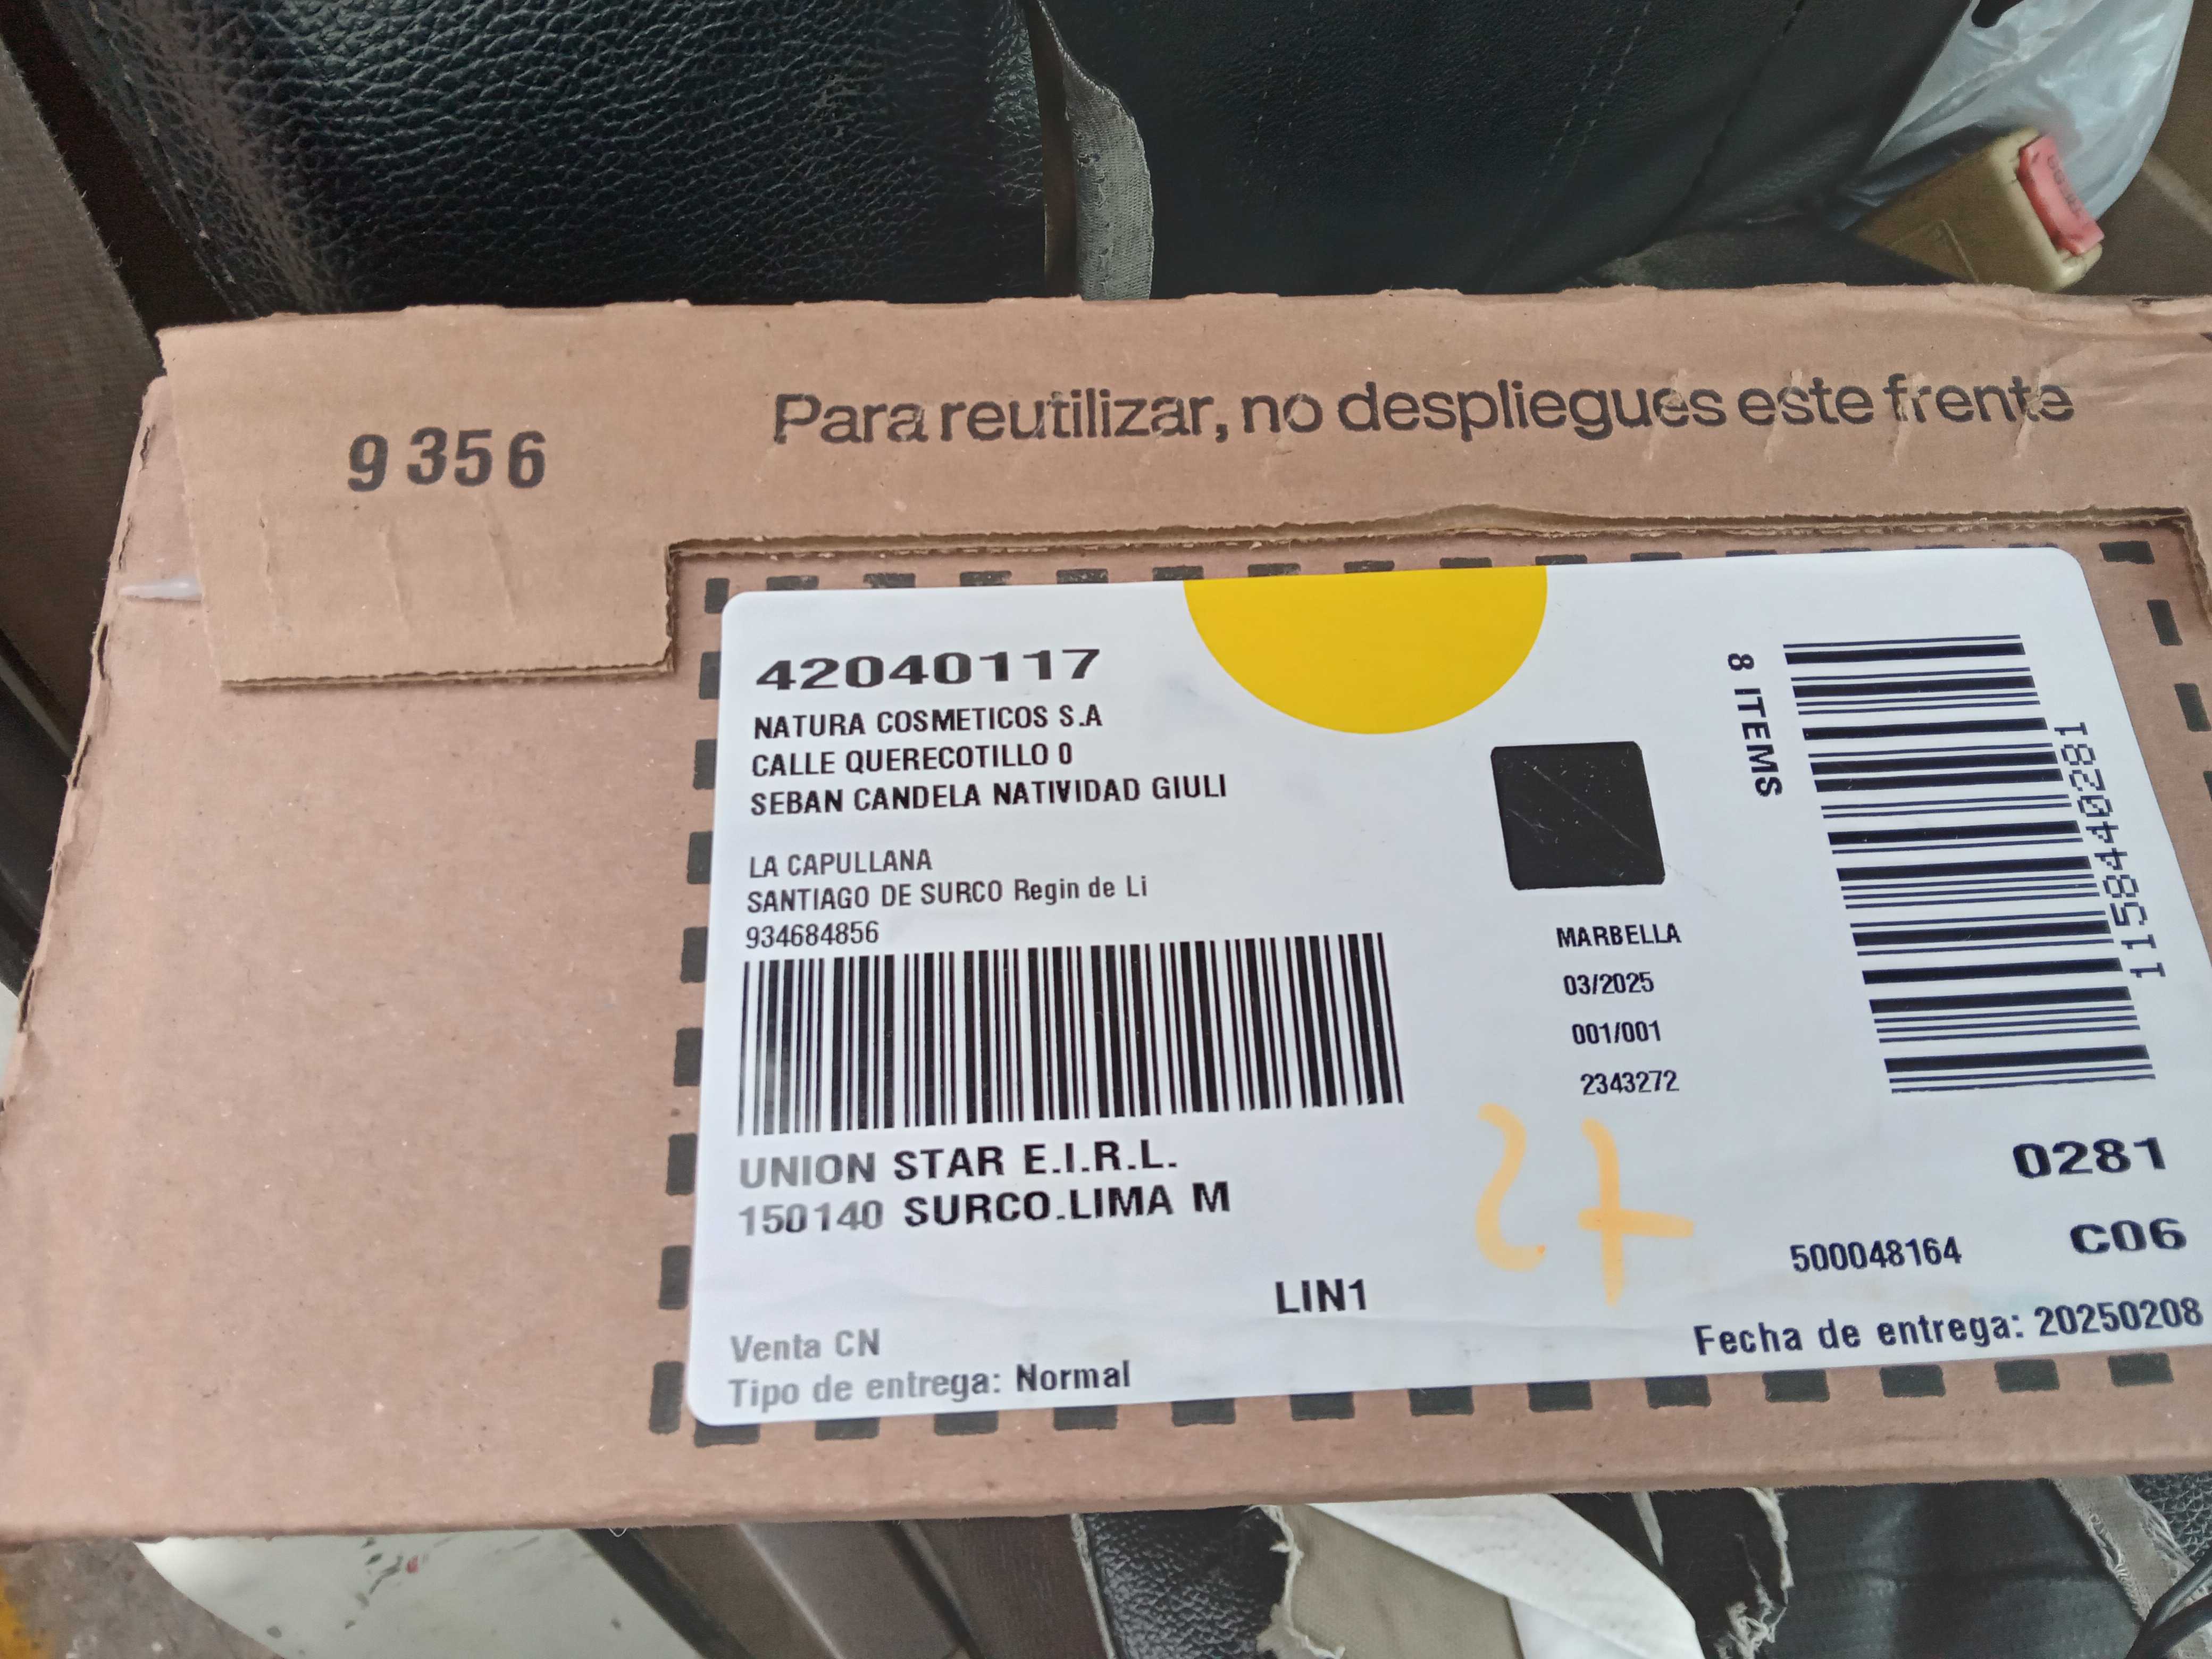 9356
Para reutilizar, no despliegues este frente
42040117
NATURA COSMETICOS S.A
CALLE QUERECOTILLO 0
SEBAN CANDELA NATIVIDAD GIULI
LA CAPULLANA
SANTIAGO DE SURCO Regin de Li
934684856
UNION STAR E.I.R.L.
150140 SURCO.LIMA M
LIN1
Venta CN
Tipo de entrega: Normal
MARBELLA
03/2025
001/001
2343272
27
8 ITEMS
1158440281
0281
500048164 C06
Fecha de entrega: 20250208